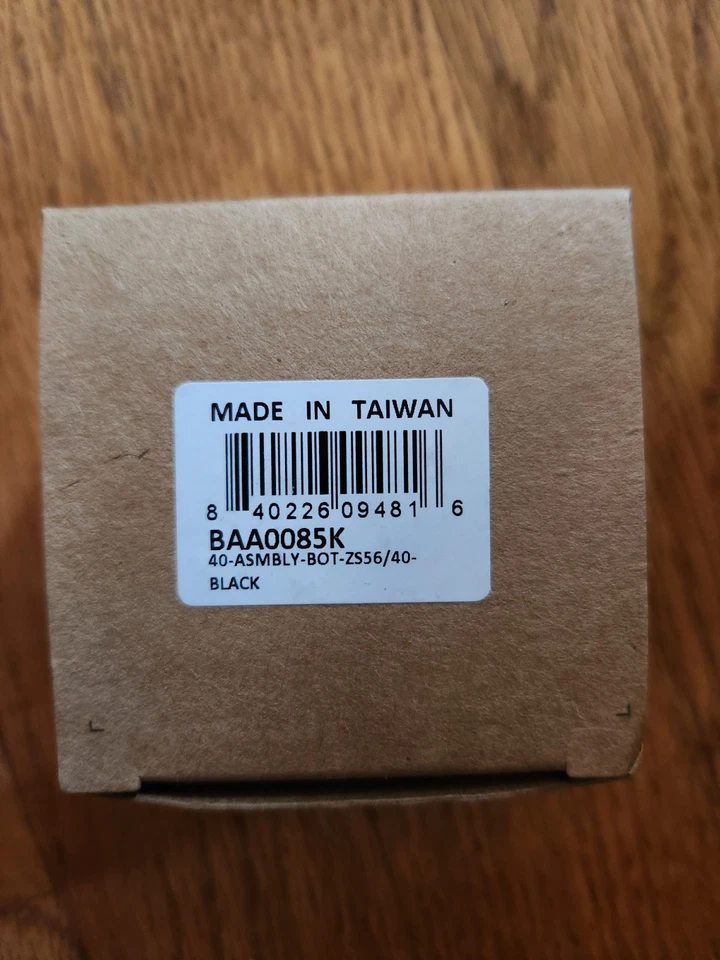 MADE IN TAIWAN
8 40226 09481 6
BAA0085K
40-ASMBLY-BOT-ZS56/40-
BLACK